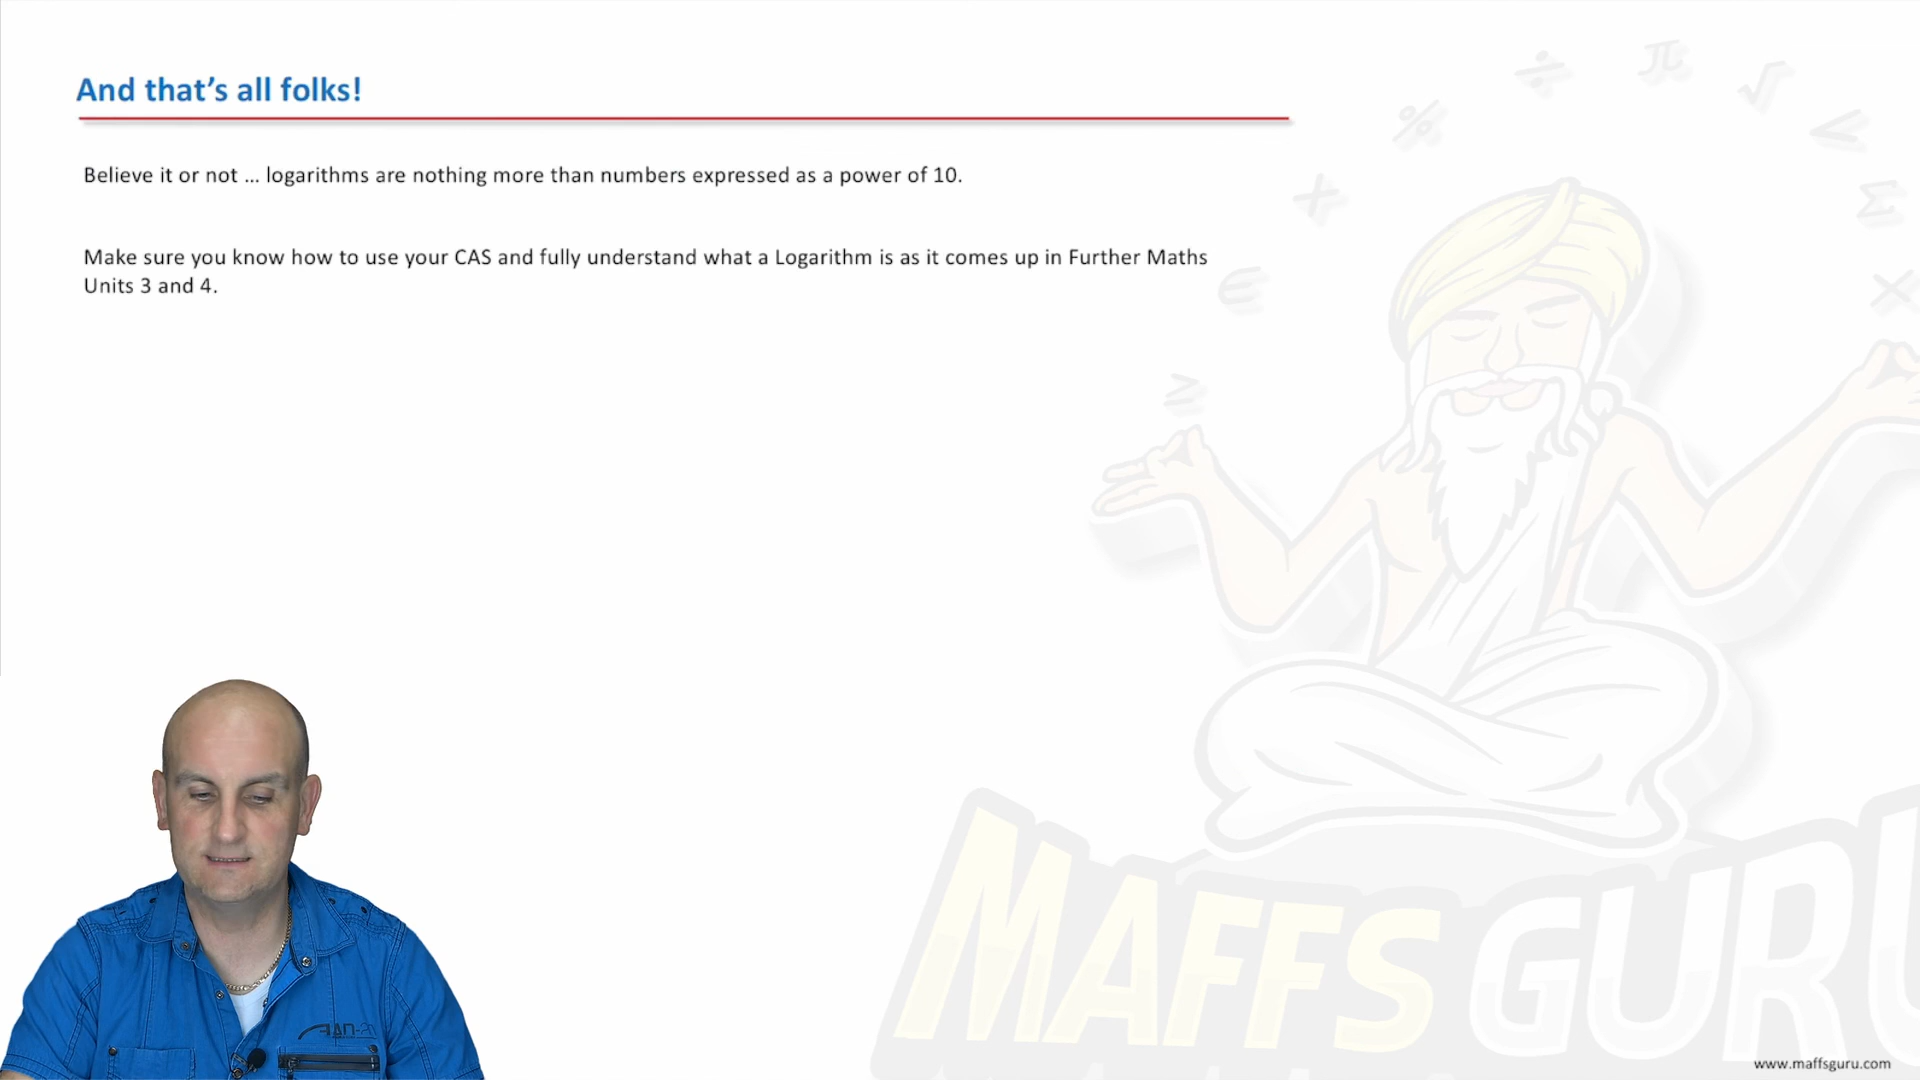 And that's all folks!
Believe it or not ... logarithms are nothing more than numbers expressed as a power of 10.
Make sure you know how to use your CAS and fully understand what a Logarithm is as it comes up in Further Maths
Units 3 and 4.
MAFFS GURU
www.maffsguru.com